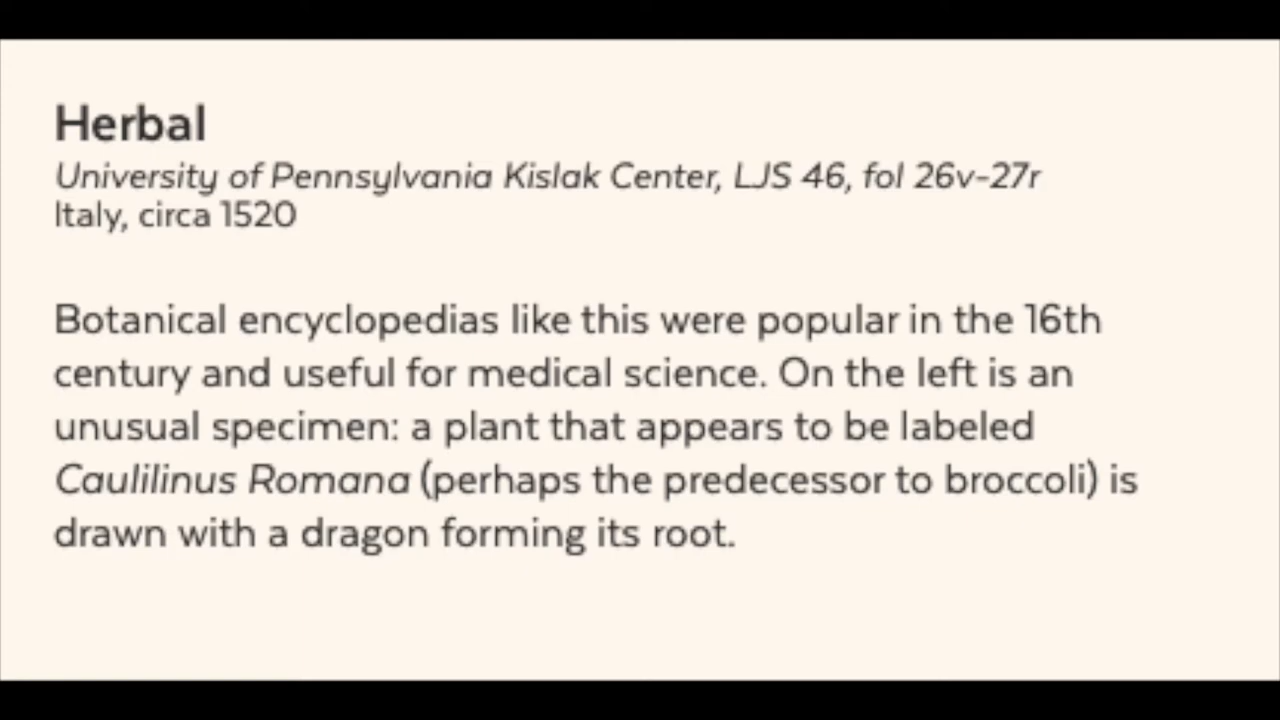 Herbal
University of Pennsylvania Kislak Center, LJS 46, fol 26v-27r
Italy, circa 1520
Botanical encyclopedias like this were popular in the 16th
century and useful for medical science. On the left is an
unusual specimen: a plant that appears to be labeled
Caulilinus Romana (perhaps the predecessor to broccoli) is
drawn with a dragon forming its root.